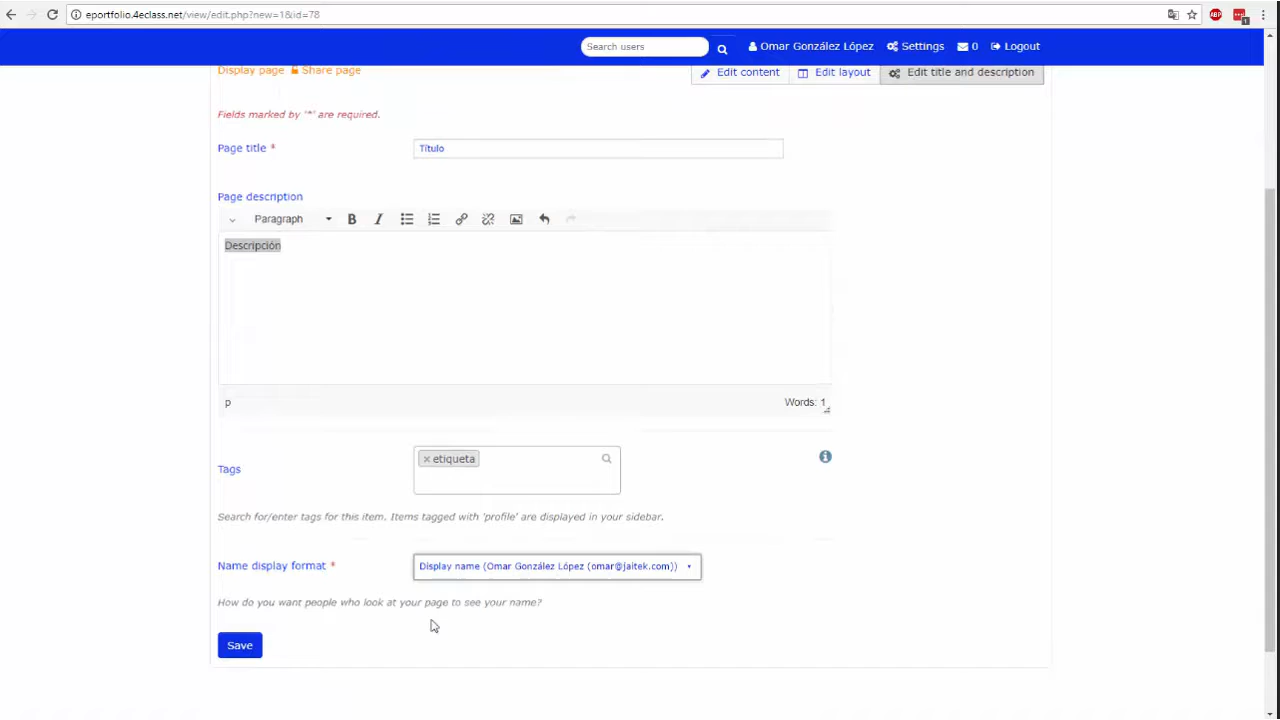 eportfolio.4eclass.net/view/edit.php?new=1&id=78
ABP
Search users
Omar González López
Settings
0
Logout
Display page
Share page
Edit content
Edit layout
Edit title and description
Fields marked by '*' are required.
Page title *
Título
Page description
Paragraph
B
I
Descripción
p
Words: 1
Tags
× etiqueta
Search for/enter tags for this item. Items tagged with 'profile' are displayed in your sidebar.
Name display format *
Display name (Omar González López (omar@jaitek.com))
How do you want people who look at your page to see your name?
Save